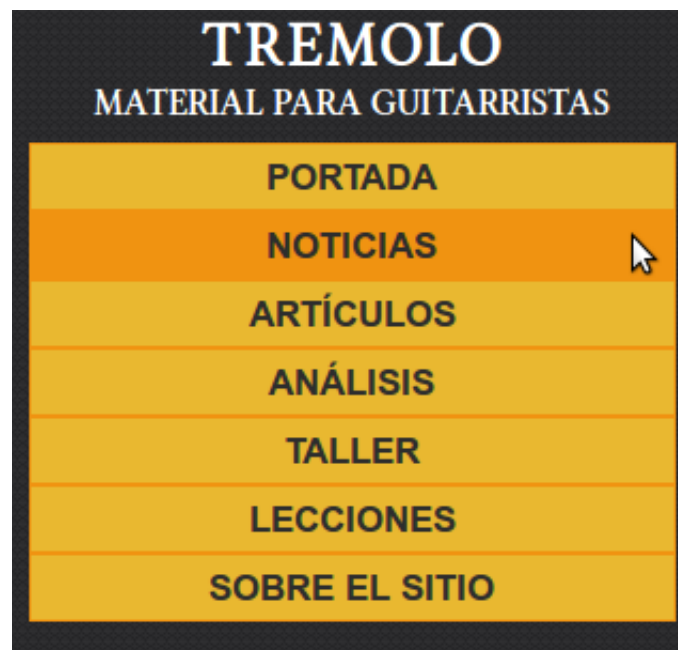 TREMOLO
MATERIAL PARA GUITARRISTAS
PORTADA
NOTICIAS
ARTÍCULOS
ANÁLISIS
TALLER
LECCIONES
SOBRE EL SITIO